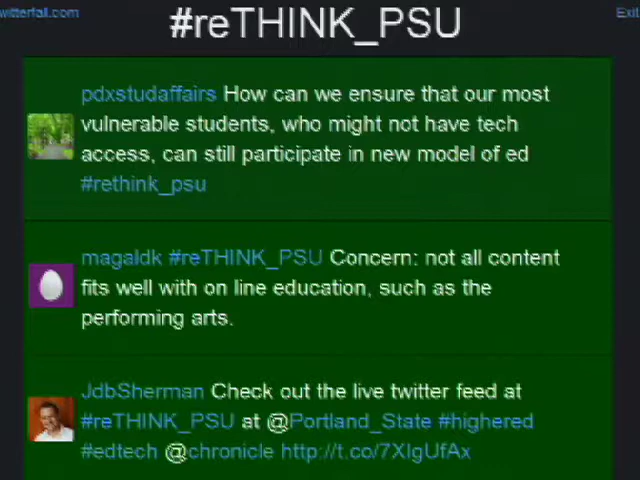 witterfall.com
#reTHINK_PSU
Exit
pdxstudaffairs How can we ensure that our most
vulnerable students, who might not have tech
access, can still participate in new model of ed
#rethink_psu
magaldk #reTHINK_PSU Concern: not all content
fits well with on line education, such as the
performing arts.
JdbSherman Check out the live twitter feed at
#reTHINK_PSU at @Portland_State #highered
#edtech @chronicle http://t.co/7XIgUfAx